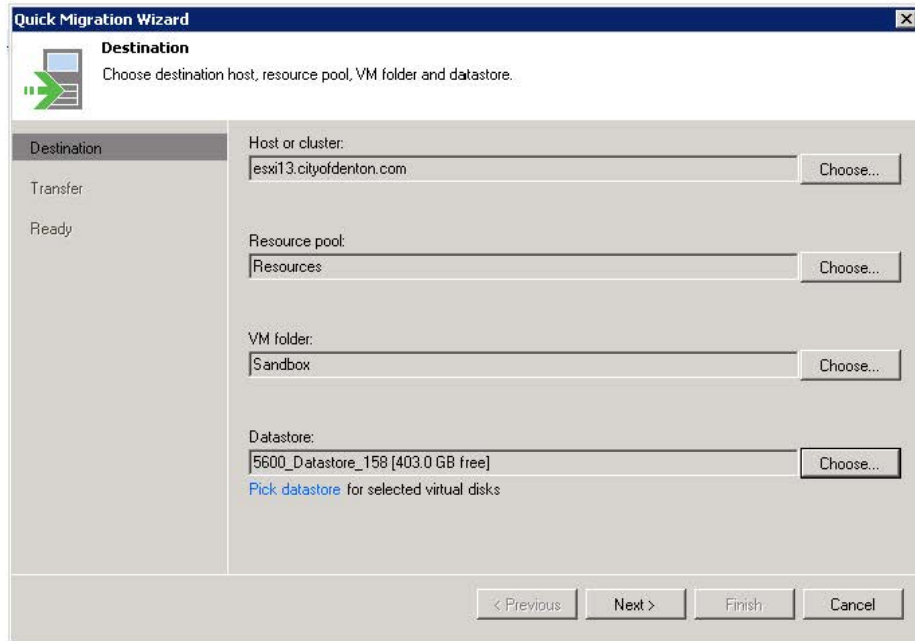 Quick Migration Wizard
Destination
Choose destination host, resource pool, VM folder and datastore.
Destination
Transfer
Ready
Host or cluster:
esxi13.cityofdenton.com
Choose...
Resource pool:
Resources
Choose...
VM folder:
Sandbox
Choose...
Datastore:
5600_Datastore_158 [403.0 GB free]
Choose...
Pick datastore for selected virtual disks
< Previous
Next >
Finish
Cancel